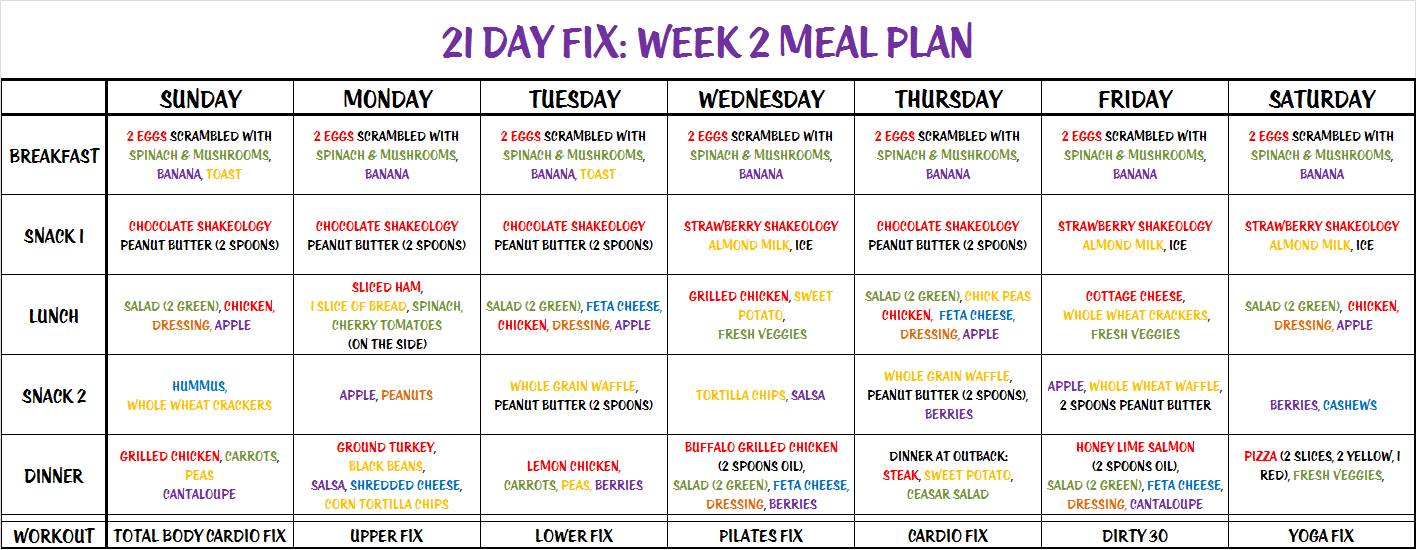 21 DAY FIX: WEEK 2 MEAL PLAN
SUNDAY MONDAY TUESDAY WEDNESDAY THURSDAY FRIDAY SATURDAY
BREAKFAST
2 EGGS SCRAMBLED WITH
SPINACH & MUSHROOMS,
BANANA, TOAST
2 EGGS SCRAMBLED WITH
SPINACH & MUSHROOMS,
BANANA
2 EGGS SCRAMBLED WITH
SPINACH & MUSHROOMS,
BANANA, TOAST
2 EGGS SCRAMBLED WITH
SPINACH & MUSHROOMS,
BANANA
2 EGGS SCRAMBLED WITH
SPINACH & MUSHROOMS,
BANANA
2 EGGS SCRAMBLED WITH
SPINACH & MUSHROOMS,
BANANA
2 EGGS SCRAMBLED WITH
SPINACH & MUSHROOMS,
BANANA
SNACK 1
CHOCOLATE SHAKEOLOGY
PEANUT BUTTER (2 SPOONS)
CHOCOLATE SHAKEOLOGY
PEANUT BUTTER (2 SPOONS)
CHOCOLATE SHAKEOLOGY
PEANUT BUTTER (2 SPOONS)
STRAWBERRY SHAKEOLOGY
ALMOND MILK, ICE
CHOCOLATE SHAKEOLOGY
PEANUT BUTTER (2 SPOONS)
STRAWBERRY SHAKEOLOGY
ALMOND MILK, ICE
STRAWBERRY SHAKEOLOGY
ALMOND MILK, ICE
LUNCH
SALAD (2 GREEN), CHICKEN,
DRESSING, APPLE
SLICED HAM,
1 SLICE OF BREAD, SPINACH,
CHERRY TOMATOES
(ON THE SIDE)
SALAD (2 GREEN), FETA CHEESE,
CHICKEN, DRESSING, APPLE
GRILLED CHICKEN, SWEET
POTATO,
FRESH VEGGIES
SALAD (2 GREEN), CHICK PEAS
CHICKEN, FETA CHEESE,
DRESSING, APPLE
COTTAGE CHEESE,
WHOLE WHEAT CRACKERS,
FRESH VEGGIES
SALAD (2 GREEN), CHICKEN,
DRESSING, APPLE
SNACK 2
HUMMUS,
WHOLE WHEAT CRACKERS
APPLE, PEANUTS
WHOLE GRAIN WAFFLE,
PEANUT BUTTER (2 SPOONS)
TORTILLA CHIPS, SALSA
WHOLE GRAIN WAFFLE,
PEANUT BUTTER (2 SPOONS),
BERRIES
APPLE, WHOLE WHEAT WAFFLE,
2 SPOONS PEANUT BUTTER
BERRIES, CASHEWS
DINNER
GRILLED CHICKEN, CARROTS,
PEAS
CANTALOUPE
GROUND TURKEY,
BLACK BEANS,
SALSA, SHREDDED CHEESE,
CORN TORTILLA CHIPS
LEMON CHICKEN,
CARROTS, PEAS, BERRIES
BUFFALO GRILLED CHICKEN
(2 SPOONS OIL),
SALAD (2 GREEN), FETA CHEESE,
DRESSING, BERRIES
DINNER AT OUTBACK:
STEAK, SWEET POTATO,
CEASAR SALAD
HONEY LIME SALMON
(2 SPOONS OIL),
SALAD (2 GREEN), FETA CHEESE,
DRESSING, CANTALOUPE
PIZZA (2 SLICES, 2 YELLOW, 1
RED), FRESH VEGGIES,
WORKOUT TOTAL BODY CARDIO FIX UPPER FIX LOWER FIX PILATES FIX CARDIO FIX DIRTY 30 YOGA FIX